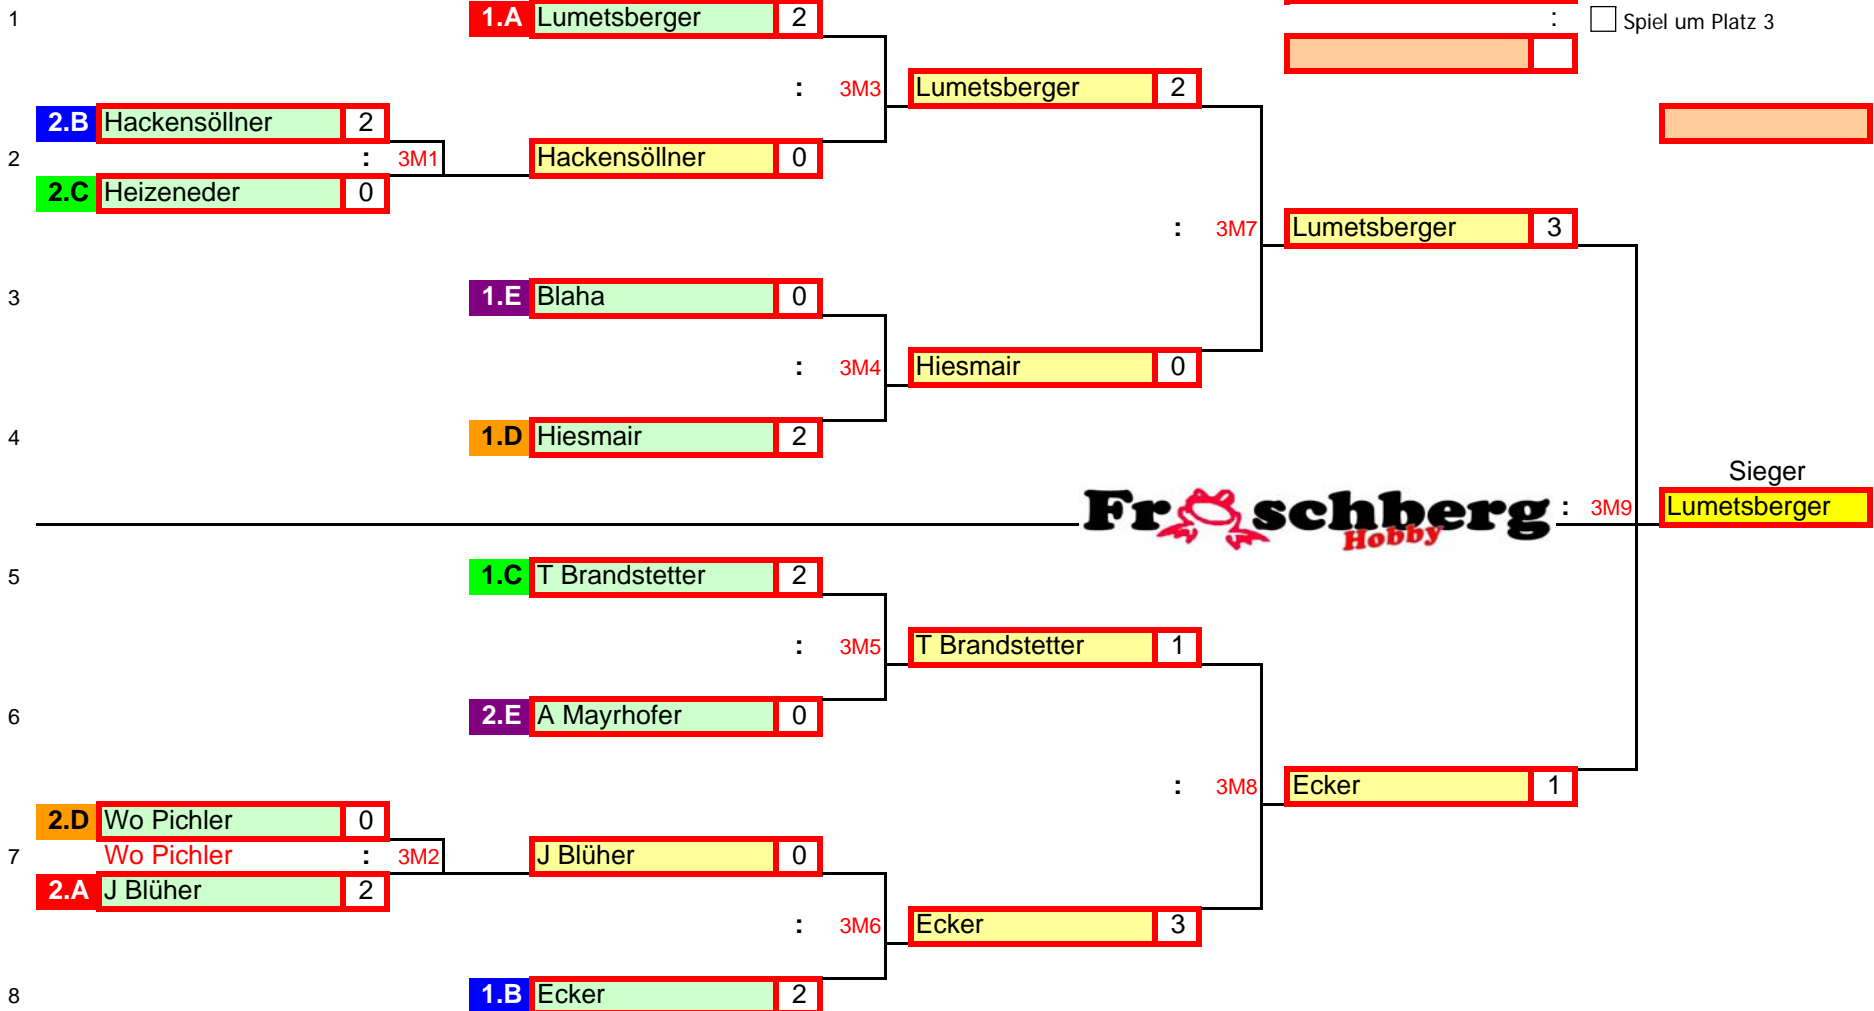 1 1.A Lumetsberger 2 : Spiel um Platz 3
: 3M3 Lumetsberger 2
2.B Hackensöllner 2
2 : 3M1 Hackensöllner 0
2.C Heizeneder 0
: 3M7 Lumetsberger 3
3 1.E Blaha 0
: 3M4 Hiesmair 0
4 1.D Hiesmair 2
Sieger
Froschberg : 3M9 Lumetsberger
Hobby
5 1.C T Brandstetter 2
: 3M5 T Brandstetter 1
6 2.E A Mayrhofer 0
: 3M8 Ecker 1
2.D Wo Pichler 0
7 Wo Pichler : 3M2 J Blüher 0
2.A J Blüher 2
: 3M6 Ecker 3
8 1.B Ecker 2